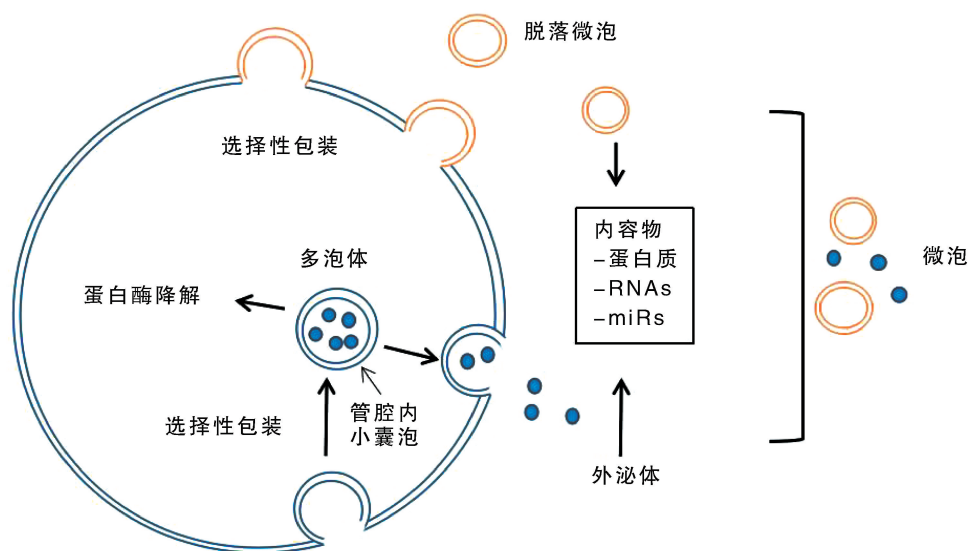 脱落微泡
选择性包装
内容物
–蛋白质
–RNAs
–miRs
微泡
多泡体
蛋白酶降解
管腔内
小囊泡
选择性包装
外泌体